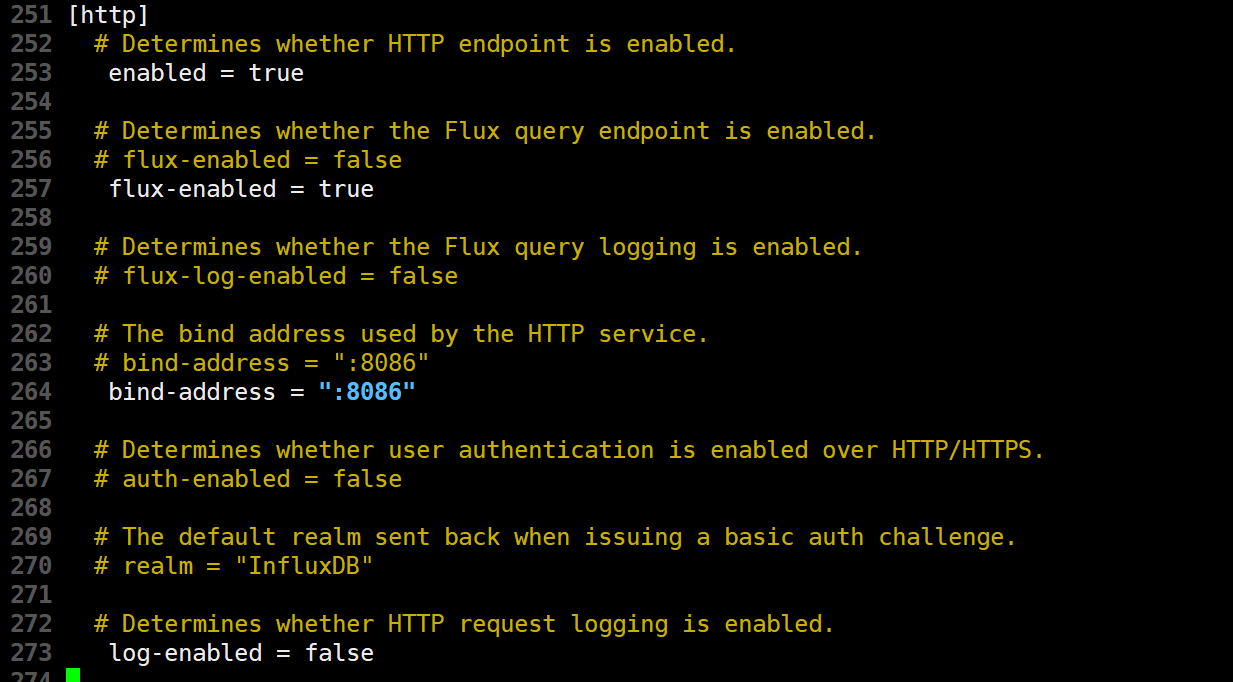 251 [http]
252   # Determines whether HTTP endpoint is enabled.
253    enabled = true
254
255   # Determines whether the Flux query endpoint is enabled.
256   # flux-enabled = false
257    flux-enabled = true
258
259   # Determines whether the Flux query logging is enabled.
260   # flux-log-enabled = false
261
262   # The bind address used by the HTTP service.
263   # bind-address = ":8086"
264    bind-address = ":8086"
265
266   # Determines whether user authentication is enabled over HTTP/HTTPS.
267   # auth-enabled = false
268
269   # The default realm sent back when issuing a basic auth challenge.
270   # realm = "InfluxDB"
271
272   # Determines whether HTTP request logging is enabled.
273    log-enabled = false
274